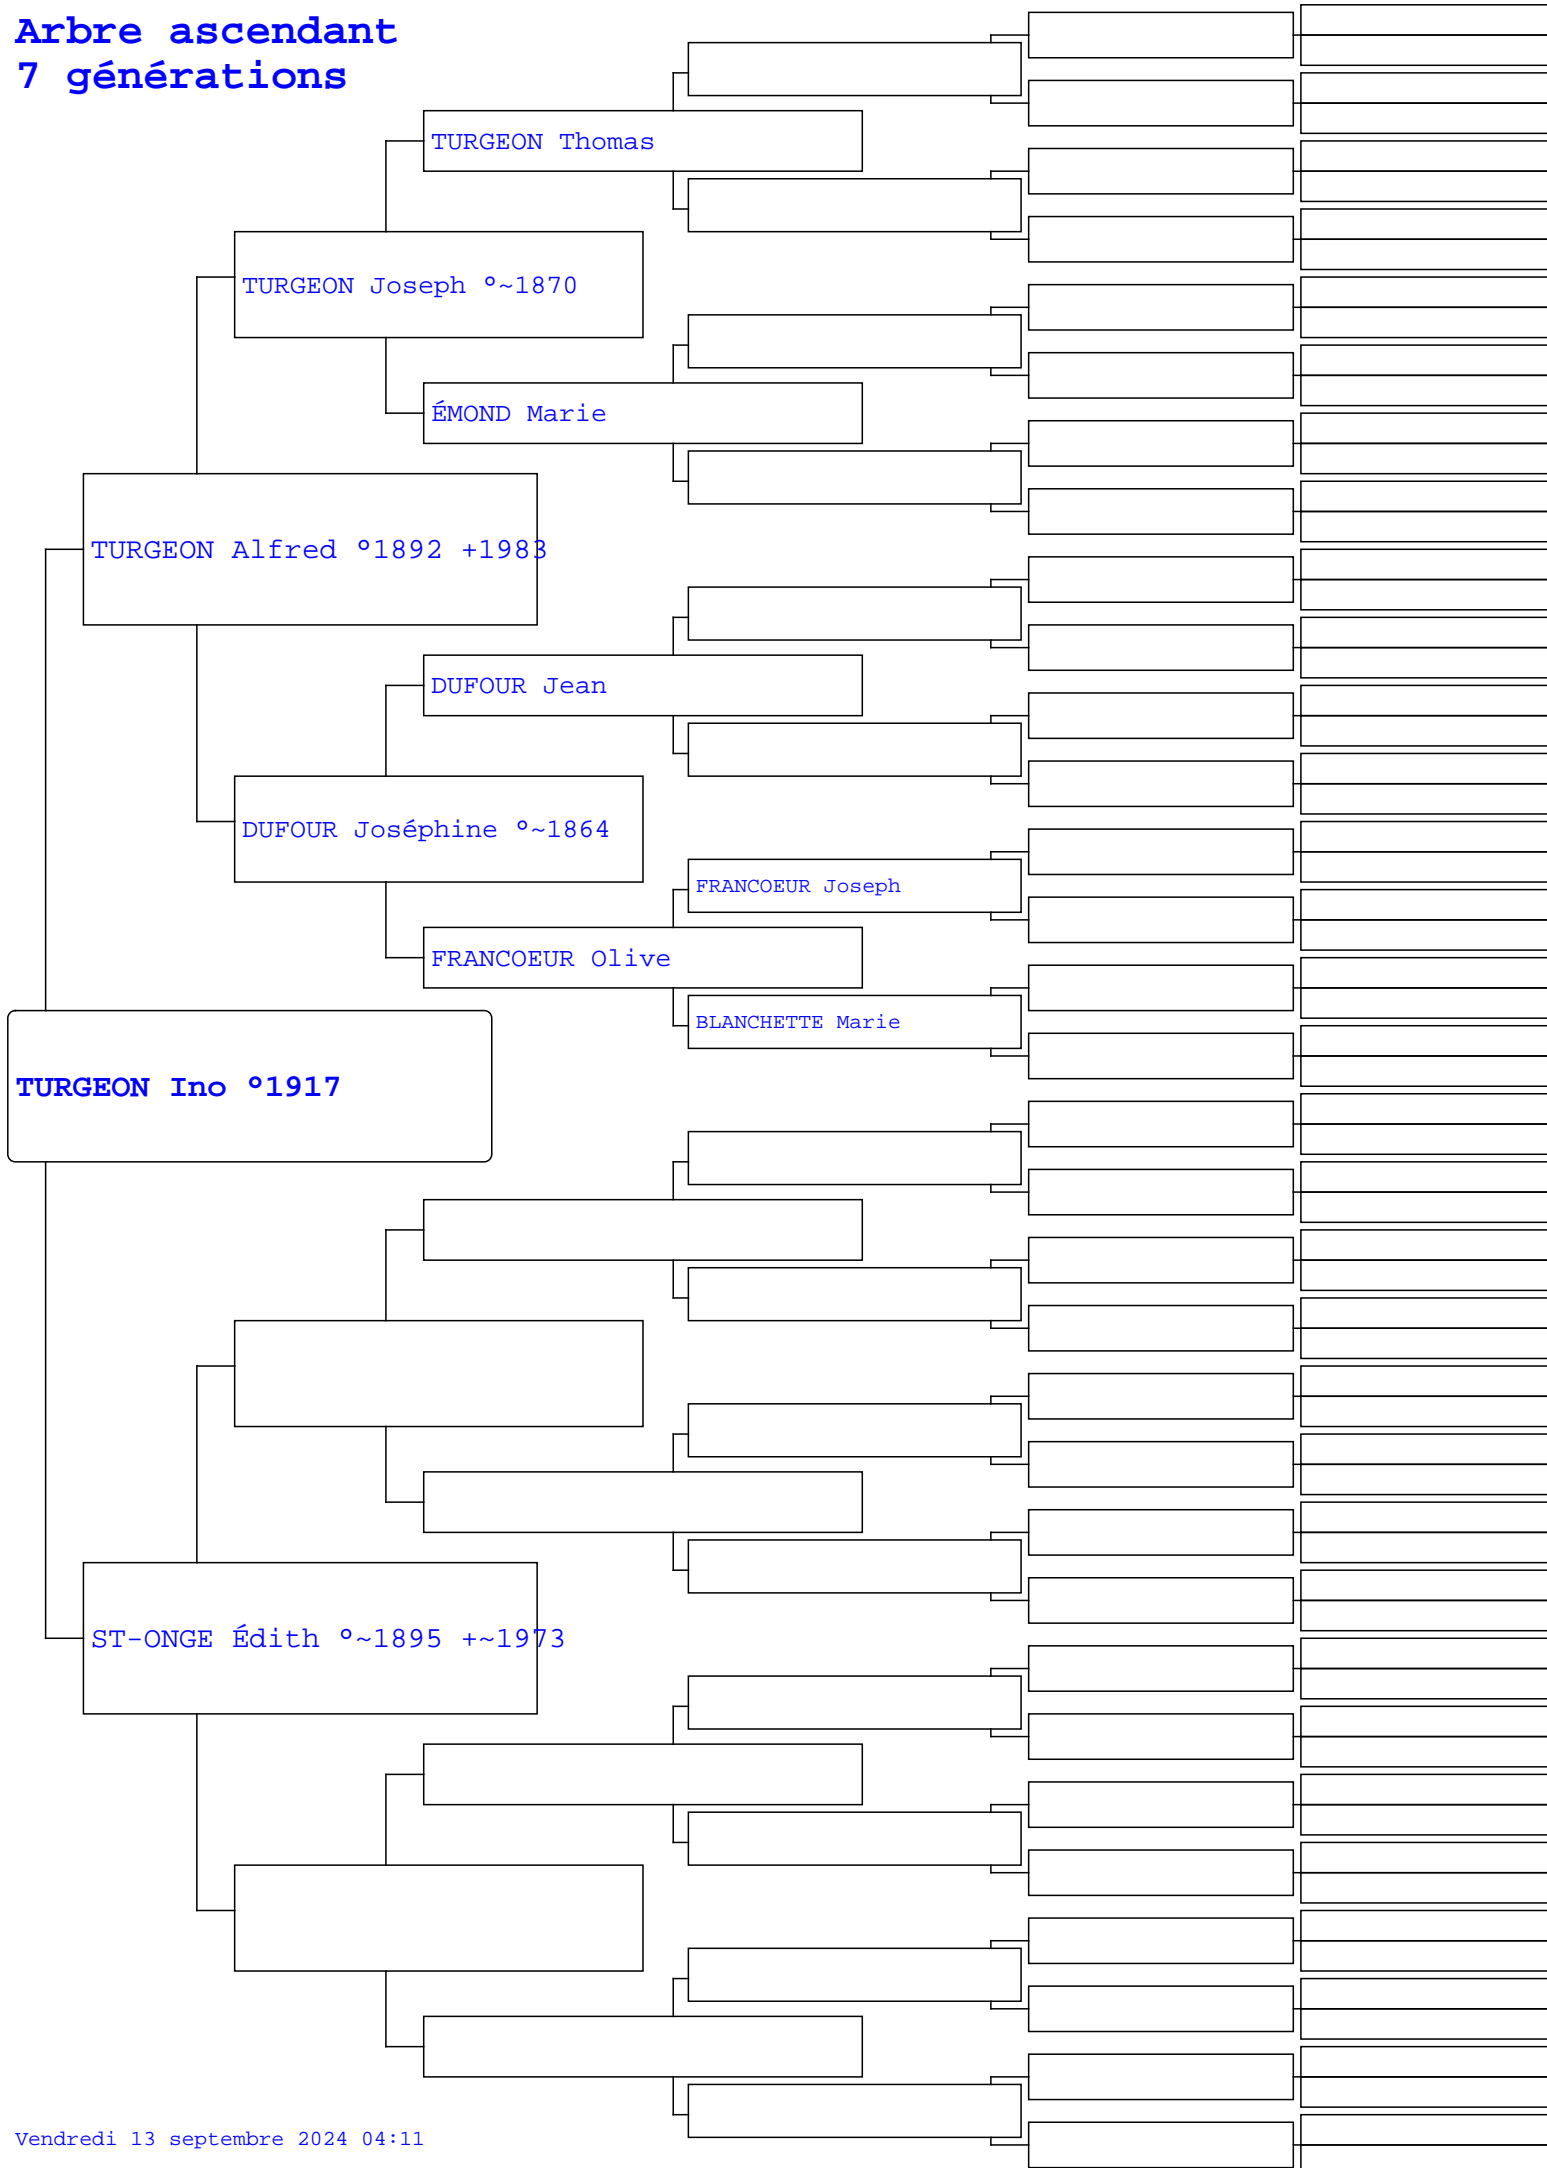 Arbre ascendant
7 générations
TURGEON Thomas
TURGEON Joseph °~1870
ÉMOND Marie
TURGEON Alfred °1892 +1983
DUFOUR Jean
DUFOUR Joséphine °~1864
FRANCOEUR Joseph
FRANCOEUR Olive
BLANCHETTE Marie
TURGEON Ino °1917
ST-ONGE Édith °~1895 +~1973
Vendredi 13 septembre 2024 04:11